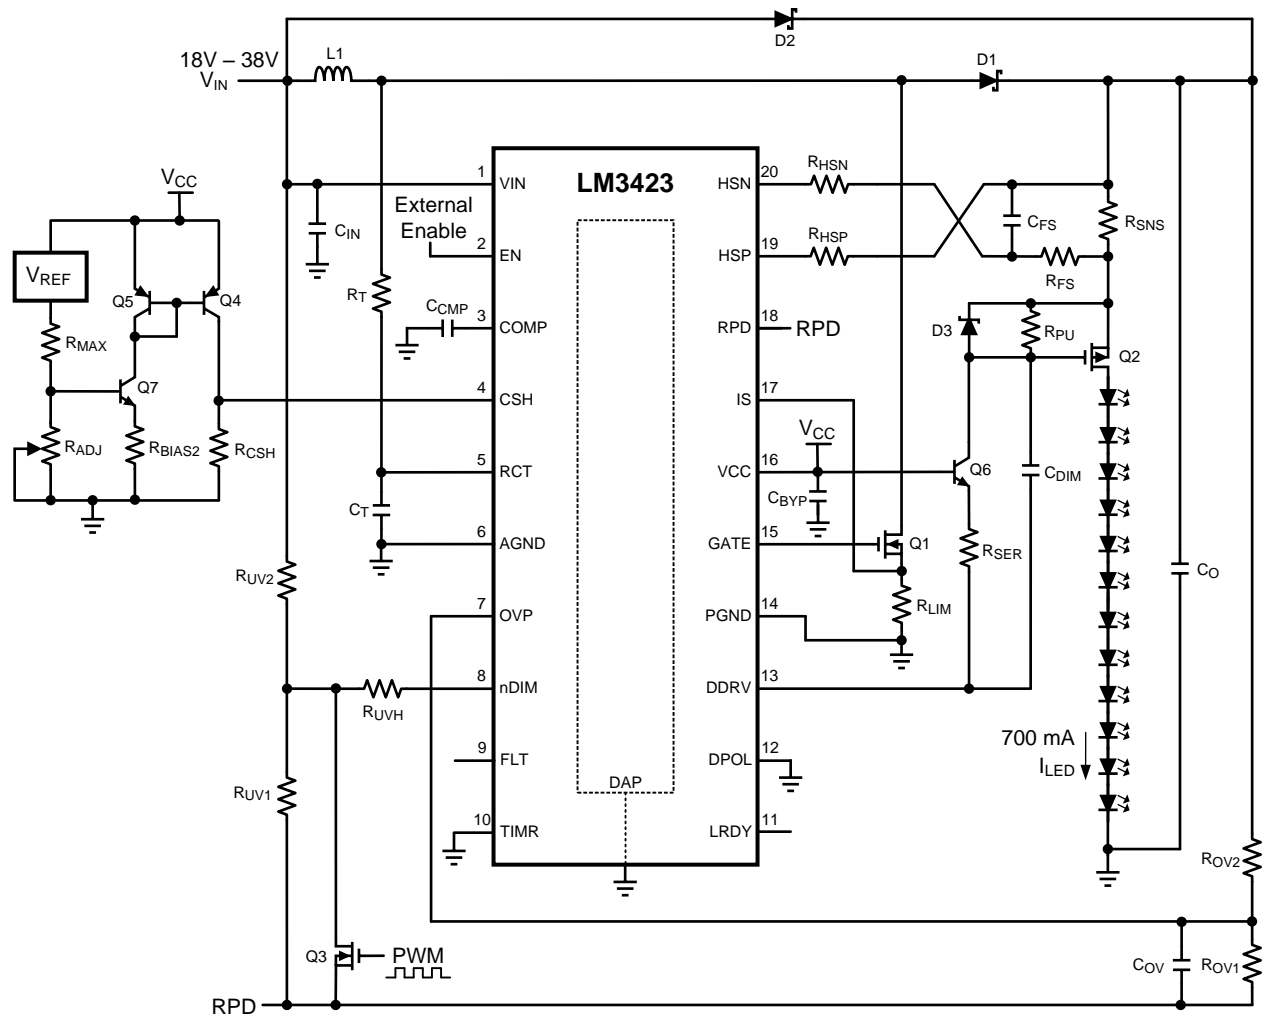 D2
18V – 38V
VIN
L1
D1
LM3423
VCC
VREF
Q5
Q4
RMAX
Q7
RADJ
RBIAS2
RCSH
CIN
External
Enable
RT
CCMP
CT
RUV2
RUVH
RUV1
1 VIN
2 EN
3 COMP
4 CSH
5 RCT
6 AGND
7 OVP
8 nDIM
9 FLT
10 TIMR
DAP
20 HSN
19 HSP
18 RPD
RPD
17 IS
16 VCC
15 GATE
14 PGND
13 DDRV
12 DPOL
11 LRDY
RHSN
RHSP
CFS
RSNS
RFS
D3
RPU
Q2
VCC
CBYP
Q6
CDIM
Q1
RSER
RLIM
CO
700 mA
ILED
ROV2
Q3
PWM
COV
ROV1
RPD